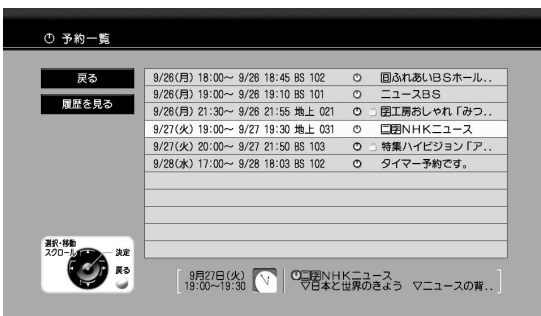 予約一覧
戻る
履歴を見る
9/26(月) 18:00～ 9/26 18:45 BS 102 回ふれあいBSホール..
9/26(月) 19:00～ 9/26 19:10 BS 101 ニュースBS
9/26(月) 21:30～ 9/26 21:55 地上 021 字工房おしゃれ「みつ..
9/27(火) 19:00～ 9/27 19:30 地上 031 二字NHKニュース
9/27(火) 20:00～ 9/27 21:50 BS 103 特集ハイビジョン「ア..
9/28(水) 17:00～ 9/28 18:03 BS 102 タイマー予約です。
選択・移動
スクロール
決定
戻る
9月27日(火)
19:00～19:30
二字NHKニュース
▽日本と世界のきょう ▽ニュースの背..